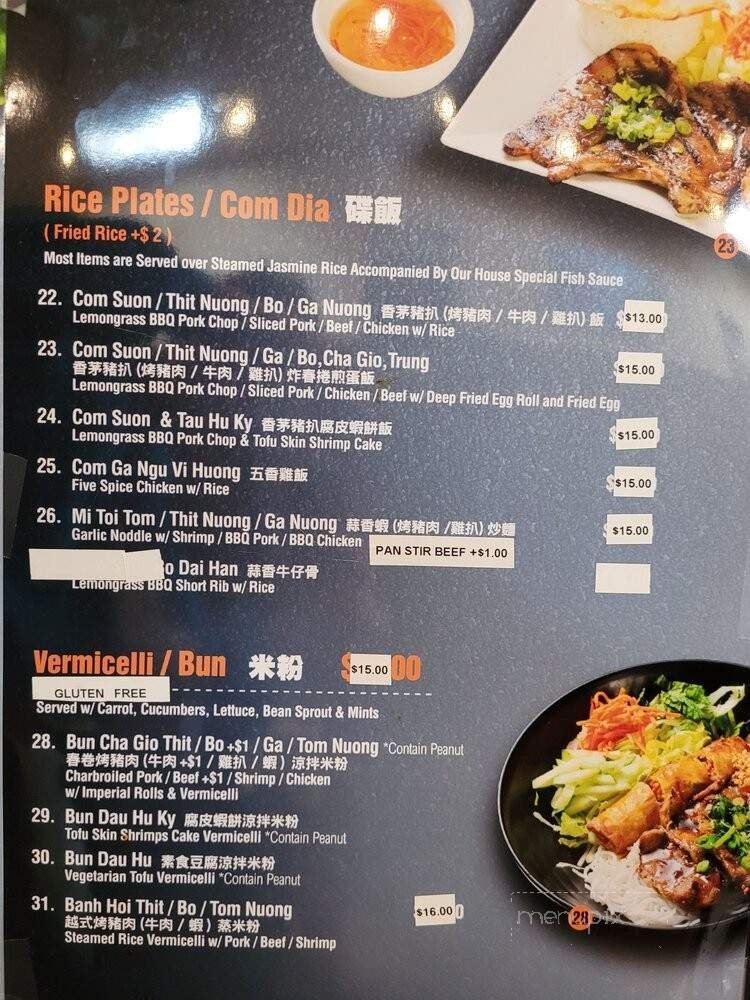 Rice Plates / Com Dia 碟飯
( Fried Rice +$ 2 )
23
Most Items are Served over Steamed Jasmine Rice Accompanied By Our House Special Fish Sauce
22. Com Suon / Thit Nuong / Bo / Ga Nuong 香茅豬扒 (烤豬肉 / 牛肉 / 雞扒) 飯 $13.00
Lemongrass BBQ Pork Chop / Sliced Pork / Beef / Chicken w/ Rice
23. Com Suon / Thit Nuong / Ga / Bo,Cha Gio,Trung $15.00
香茅豬扒 (烤豬肉 / 牛肉 / 雞扒) 炸春捲煎蛋飯
Lemongrass BBQ Pork Chop / Sliced Pork / Chicken / Beef w/ Deep Fried Egg Roll and Fried Egg
24. Com Suon & Tau Hu Ky 香茅豬扒腐皮蝦餅飯 $15.00
Lemongrass BBQ Pork Chop & Tofu Skin Shrimp Cake
25. Com Ga Ngu Vi Huong 五香雞飯 $15.00
Five Spice Chicken w/ Rice
26. Mi Toi Tom / Thit Nuong / Ga Nuong 蒜香蝦 (烤豬肉 /雞扒) 炒麵 $15.00
Garlic Noddle w/ Shrimp / BBQ Pork / BBQ Chicken
PAN STIR BEEF +$1.00
o Dai Han 蒜香牛仔骨
Lemongrass BBQ Short Rib w/ Rice
Vermicelli / Bun 米粉 $15.00 00
GLUTEN FREE
Served w/ Carrot, Cucumbers, Lettuce, Bean Sprout & Mints
28. Bun Cha Gio Thit / Bo +$1 / Ga / Tom Nuong *Contain Peanut
春卷烤豬肉 (牛肉 +$1 / 雞扒 / 蝦 ) 涼拌米粉
Charbroiled Pork / Beef +$1 / Shrimp / Chicken
w/ Imperial Rolls & Vermicelli
29. Bun Dau Hu Ky 腐皮蝦餅涼拌米粉
Tofu Skin Shrimps Cake Vermicelli *Contain Peanut
30. Bun Dau Hu 素食豆腐涼拌米粉
Vegetarian Tofu Vermicelli *Contain Peanut
31. Banh Hoi Thit / Bo / Tom Nuong $16.00
越式烤豬肉 (牛肉 / 蝦 ) 蒸米粉
Steamed Rice Vermicelli w/ Pork / Beef / Shrimp
menupix
28